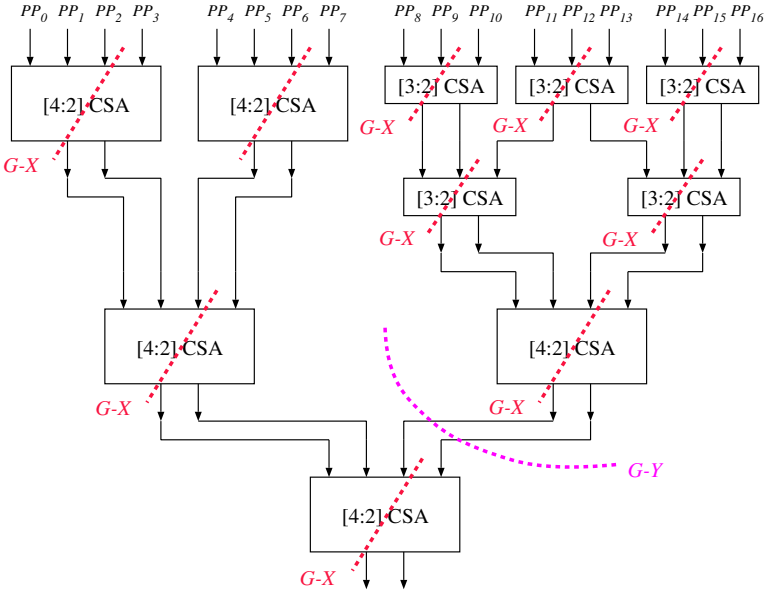 PP0 PP1 PP2 PP3 PP4 PP5 PP6 PP7 PP8 PP9 PP10 PP11 PP12 PP13 PP14 PP15 PP16
[4:2] CSA [4:2] CSA [3:2] CSA [3:2] CSA [3:2] CSA
G-X G-X G-X G-X G-X
[3:2] CSA [3:2] CSA
G-X G-X
[4:2] CSA [4:2] CSA
G-X G-X
G-Y
[4:2] CSA
G-X